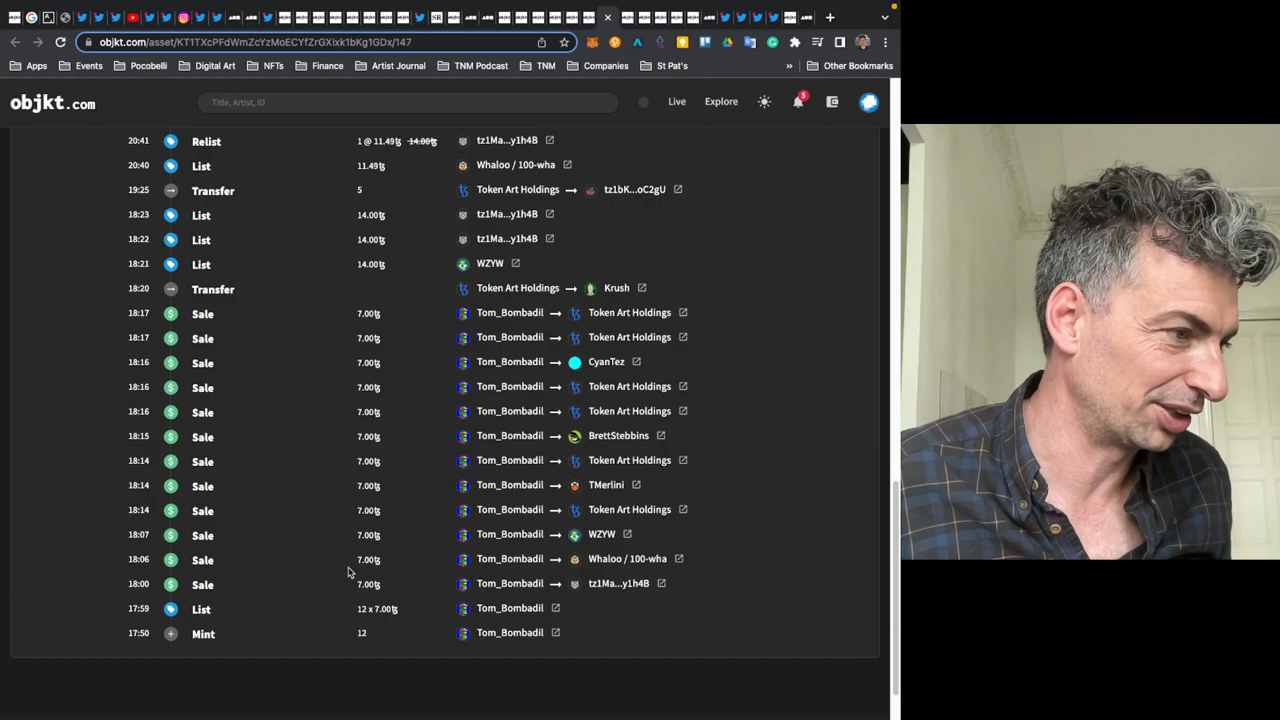 objkt.com/asset/KT1TXcPFdWmZcYzMoECYfZrGXixk1bKg1GDx/147
Apps Events Pocobelli Digital Art NFTs Finance Artist Journal TNM Podcast TNM Companies St Pat's » Other Bookmarks
objkt.com Title, Artist, ID Live Explore 5
20:41 Relist 1 @ 11.49ꜩ 14.00ꜩ tz1Ma...y1h4B
20:40 List 11.49ꜩ Whaloo / 100-wha
19:25 Transfer 5 Token Art Holdings → tz1bK...oC2gU
18:23 List 14.00ꜩ tz1Ma...y1h4B
18:22 List 14.00ꜩ tz1Ma...y1h4B
18:21 List 14.00ꜩ WZYW
18:20 Transfer Token Art Holdings → Krush
18:17 Sale 7.00ꜩ Tom_Bombadil → Token Art Holdings
18:17 Sale 7.00ꜩ Tom_Bombadil → Token Art Holdings
18:16 Sale 7.00ꜩ Tom_Bombadil → CyanTez
18:16 Sale 7.00ꜩ Tom_Bombadil → Token Art Holdings
18:16 Sale 7.00ꜩ Tom_Bombadil → Token Art Holdings
18:15 Sale 7.00ꜩ Tom_Bombadil → BrettStebbins
18:14 Sale 7.00ꜩ Tom_Bombadil → Token Art Holdings
18:14 Sale 7.00ꜩ Tom_Bombadil → TMerlini
18:14 Sale 7.00ꜩ Tom_Bombadil → Token Art Holdings
18:07 Sale 7.00ꜩ Tom_Bombadil → WZYW
18:06 Sale 7.00ꜩ Tom_Bombadil → Whaloo / 100-wha
18:00 Sale 7.00ꜩ Tom_Bombadil → tz1Ma...y1h4B
17:59 List 12 x 7.00ꜩ Tom_Bombadil
17:50 Mint 12 Tom_Bombadil